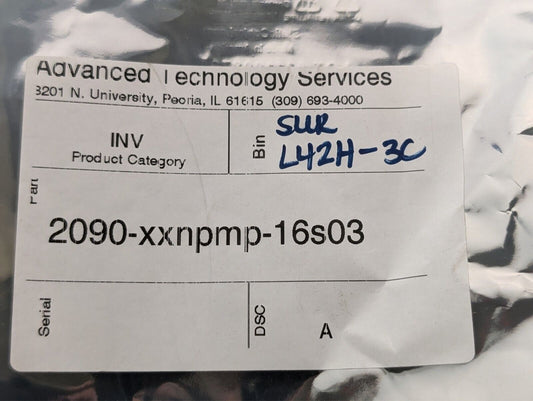 Advanced Technology Services
8201 N. University, Peoria, IL 61615 (309) 693-4000
INV
Product Category
Bin
SUR
L42H-3C
Part
2090-xxnpmp-16s03
Serial
DSC
A